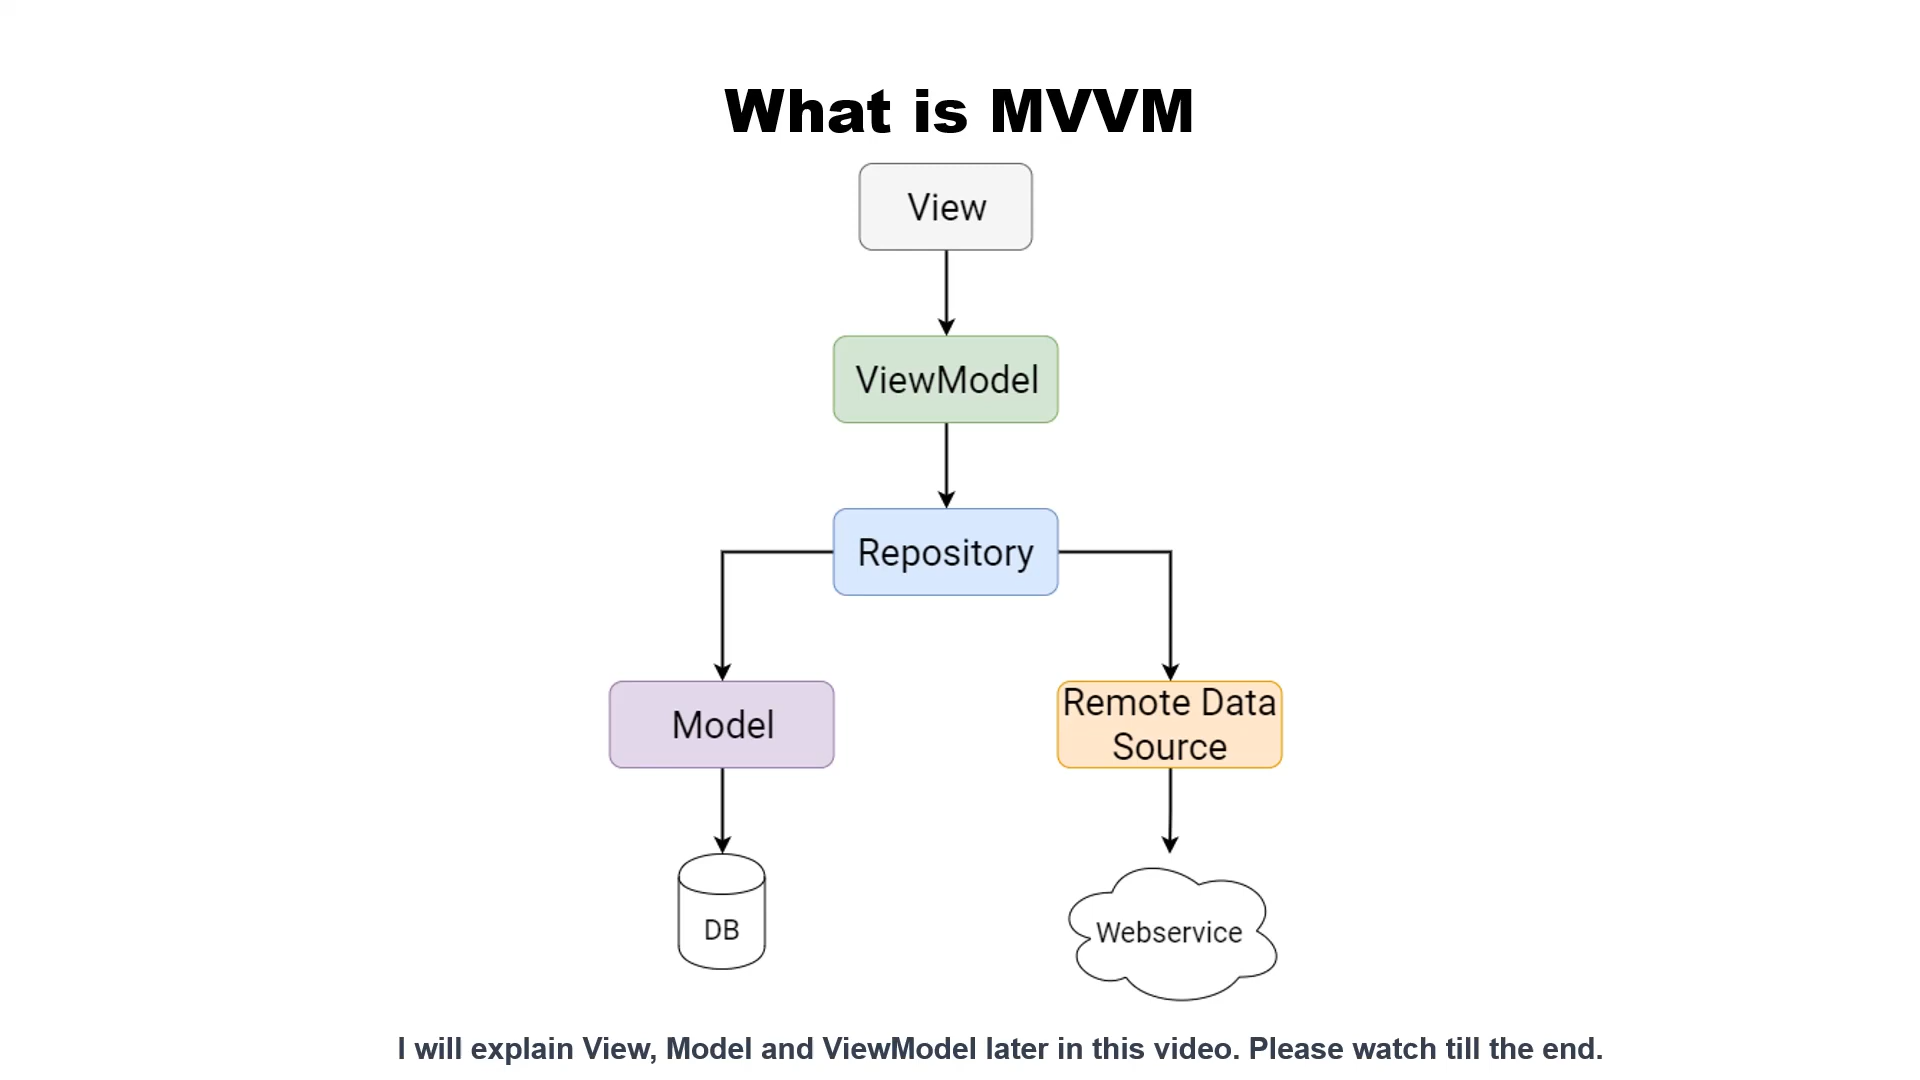 What is MVVM
View
ViewModel
Repository
Model
Remote Data
Source
DB
Webservice
I will explain View, Model and ViewModel later in this video. Please watch till the end.